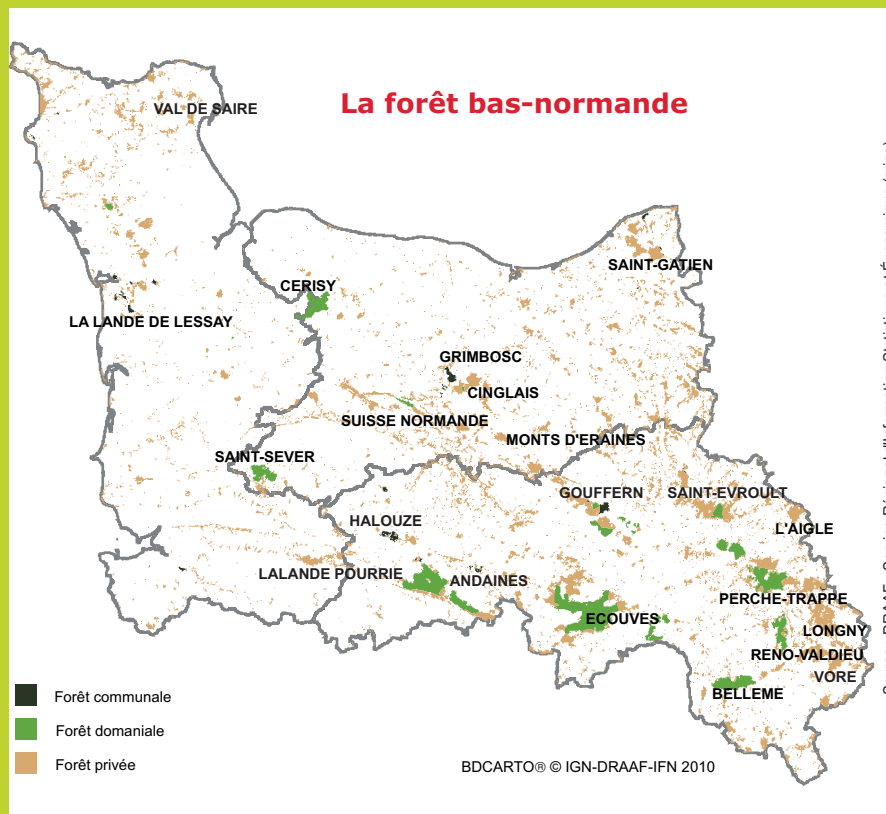 La forêt bas-normande
VAL DE SAIRE
SAINT-GATIEN
CERISY
LA LANDE DE LESSAY
GRIMBOSC
CINGLAIS
SUISSE NORMANDE
MONTS D'ERAINES
SAINT-SEVER
GOUFFERN
SAINT-EVROULT
HALOUZE
L'AIGLE
LALANDE POURRIE
ANDAINES
PERCHE-TRAPPE
ECOUVES
LONGNY
RENO-VALDIEU
VORE
BELLEME
Forêt communale
Forêt domaniale
Forêt privée
BDCARTO® © IGN-DRAAF-IFN 2010